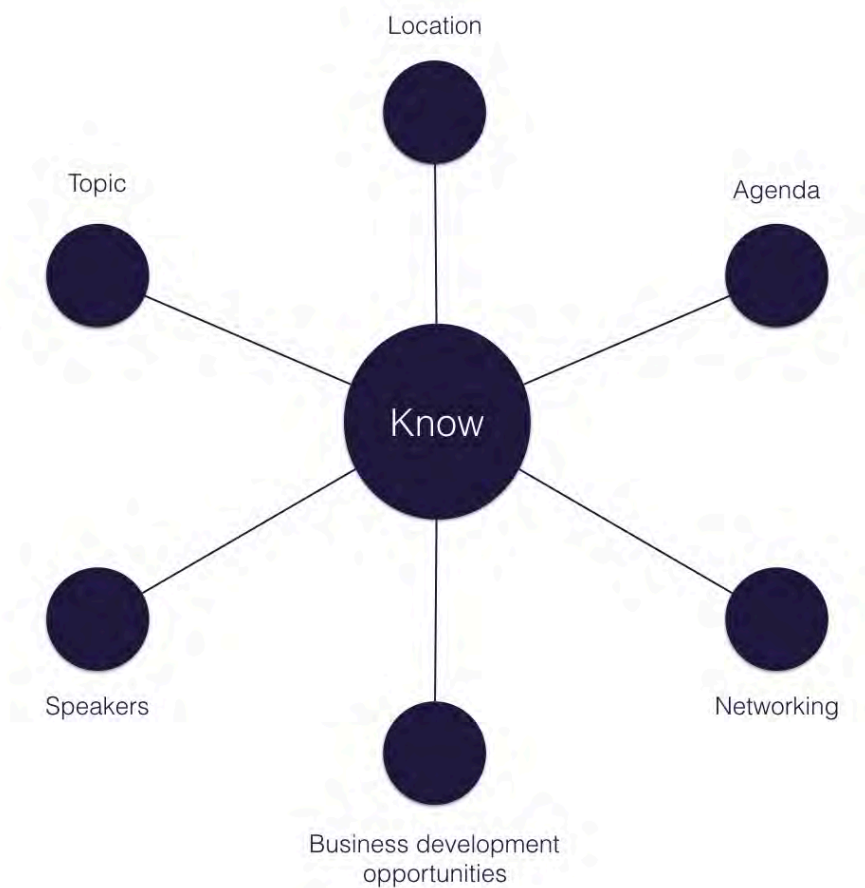 Location
Topic
Agenda
Know
Speakers
Networking
Business development
opportunities